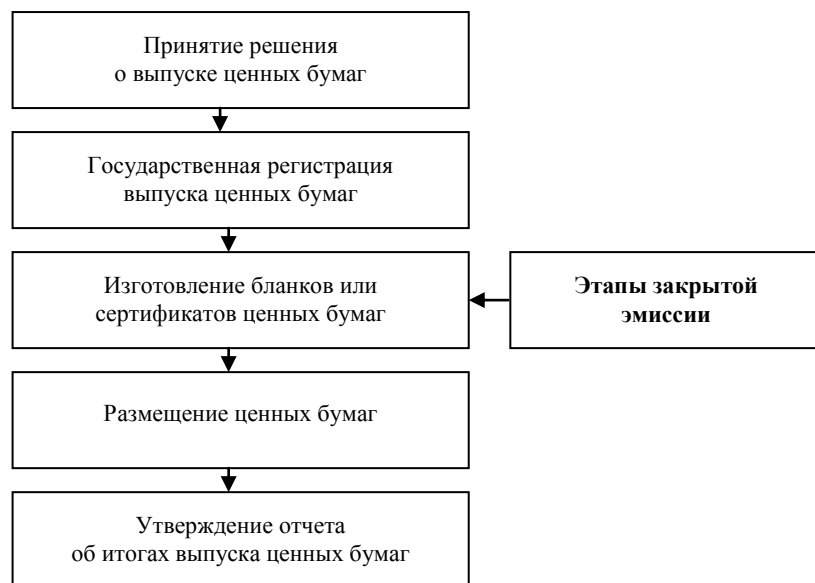 Принятие решения
о выпуске ценных бумаг
Государственная регистрация
выпуска ценных бумаг
Изготовление бланков или
сертификатов ценных бумаг
Этапы закрытой
эмиссии
Размещение ценных бумаг
Утверждение отчета
об итогах выпуска ценных бумаг